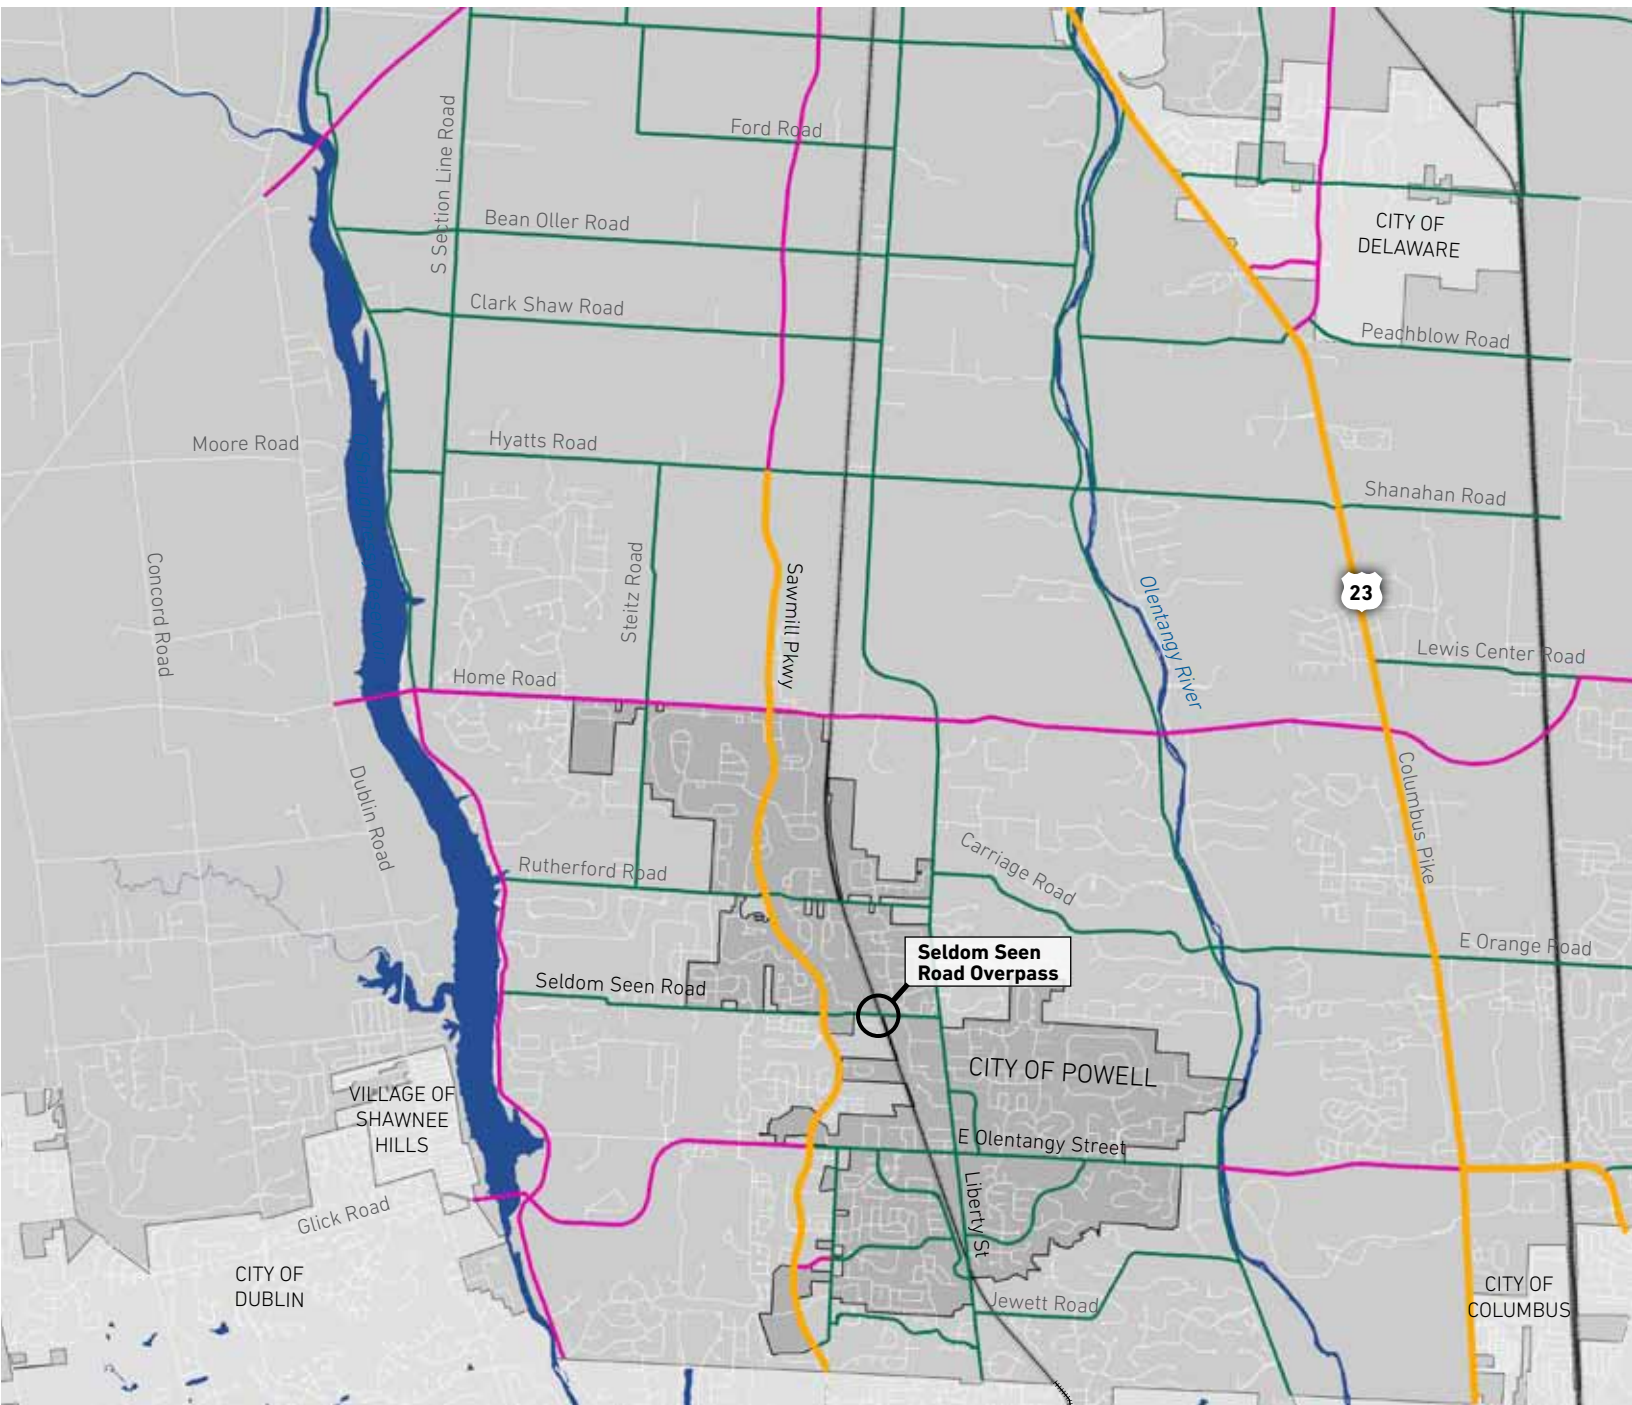 Ford Road
S Section Line Road
Bean Oller Road
CITY OF
DELAWARE
Clark Shaw Road
Peachblow Road
Moore Road
Hyatts Road
Shanahan Road
Concord Road
Steitz Road
Sawmill Pkwy
Olentangy River
23
Lewis Center Road
Home Road
Dublin Road
Columbus Pike
Rutherford Road
Carriage Road
E Orange Road
Seldom Seen
Road Overpass
Seldom Seen Road
CITY OF POWELL
VILLAGE OF
SHAWNEE
HILLS
E Olentangy Street
Liberty St
Glick Road
CITY OF
DUBLIN
Jewett Road
CITY OF
COLUMBUS